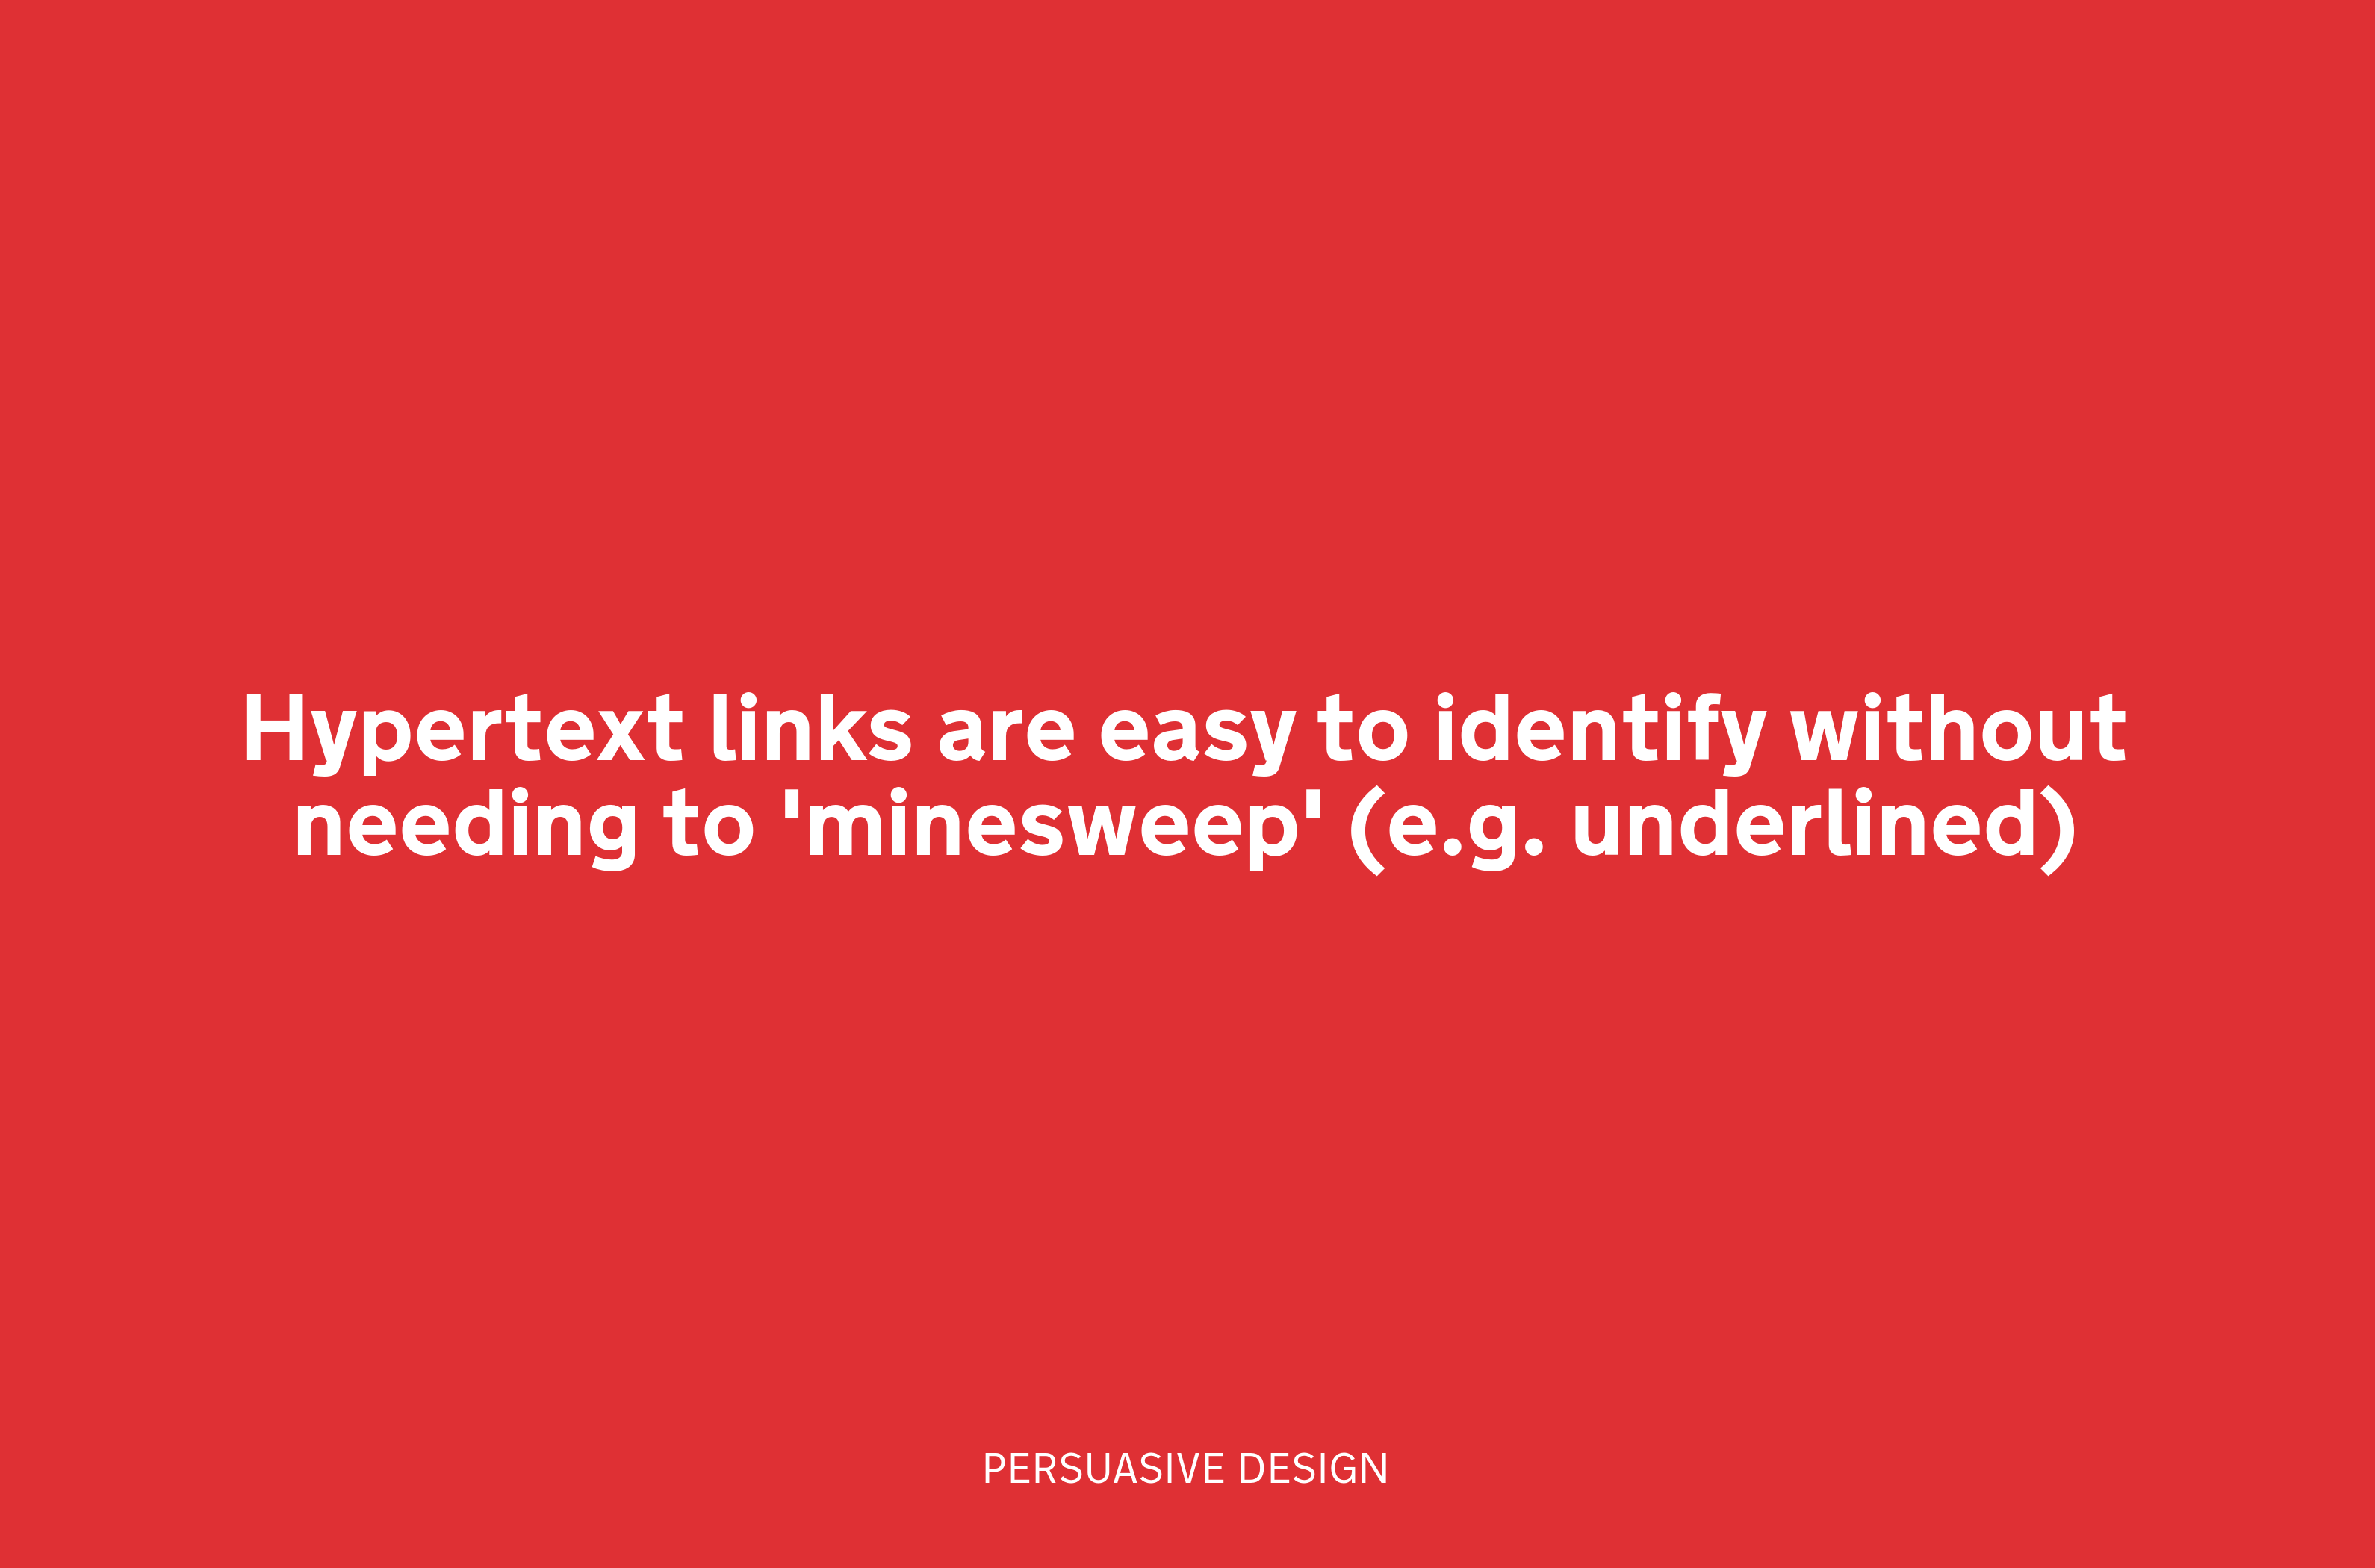 Hypertext links are easy to identify without
needing to 'minesweep' (e.g. underlined)
PERSUASIVE DESIGN